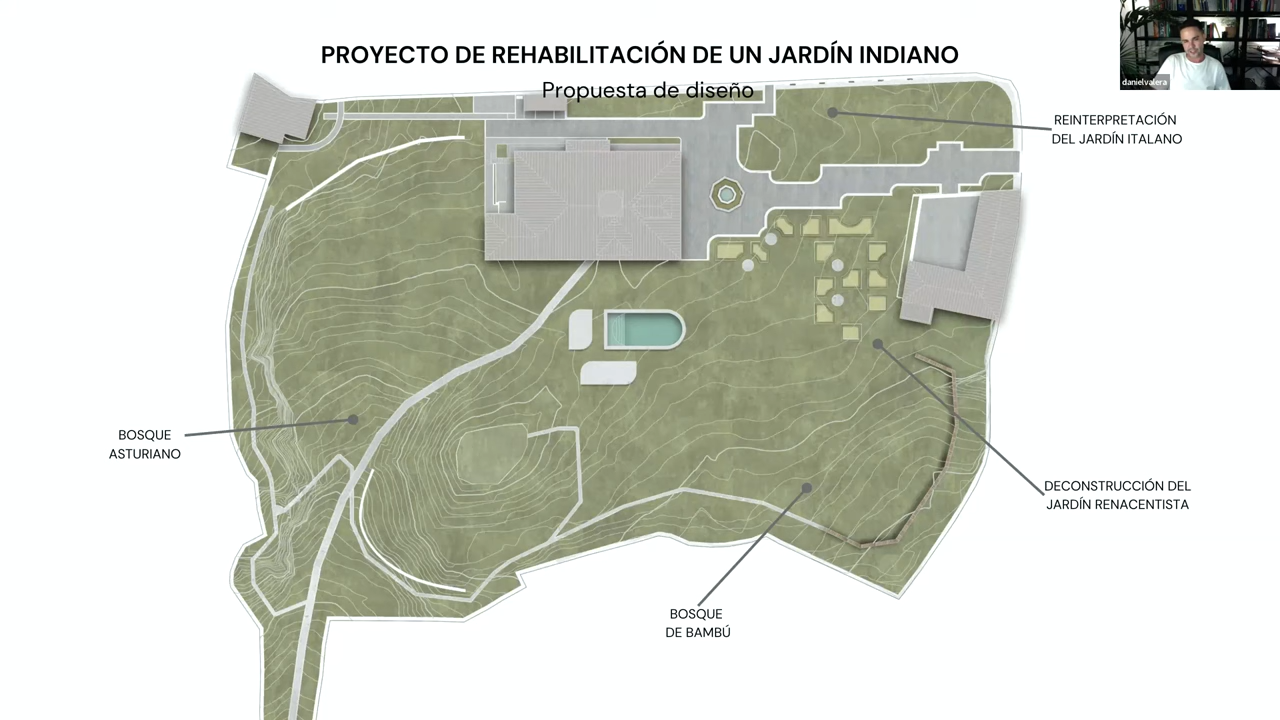 PROYECTO DE REHABILITACIÓN DE UN JARDÍN INDIANO
Propuesta de diseño
danielvalera
REINTERPRETACIÓN
DEL JARDÍN ITALANO
BOSQUE
ASTURIANO
DECONSTRUCCIÓN DEL
JARDÍN RENACENTISTA
BOSQUE
DE BAMBÚ